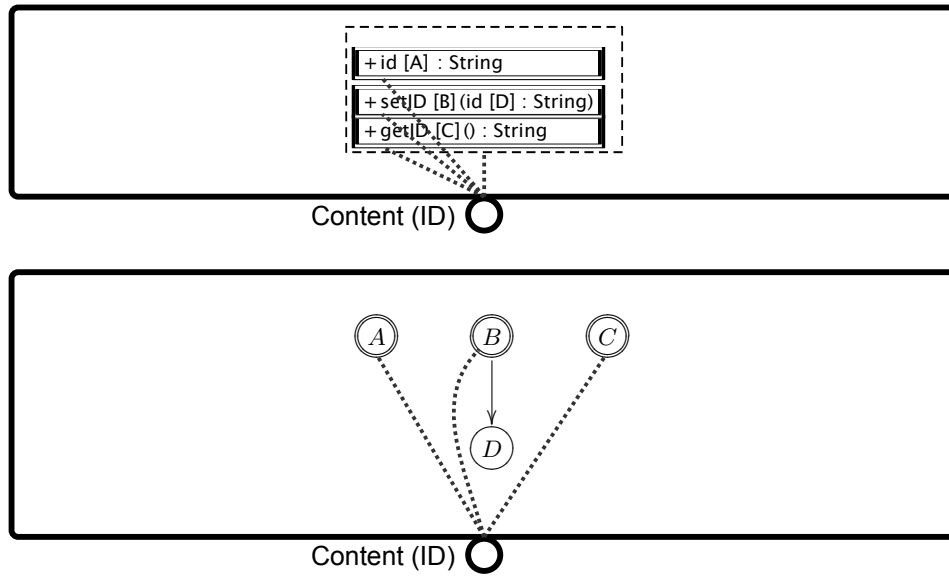 + id [A] : String
+ setID [B] (id [D] : String)
+ getID [C] () : String
Content (ID)
A B C
D
Content (ID)